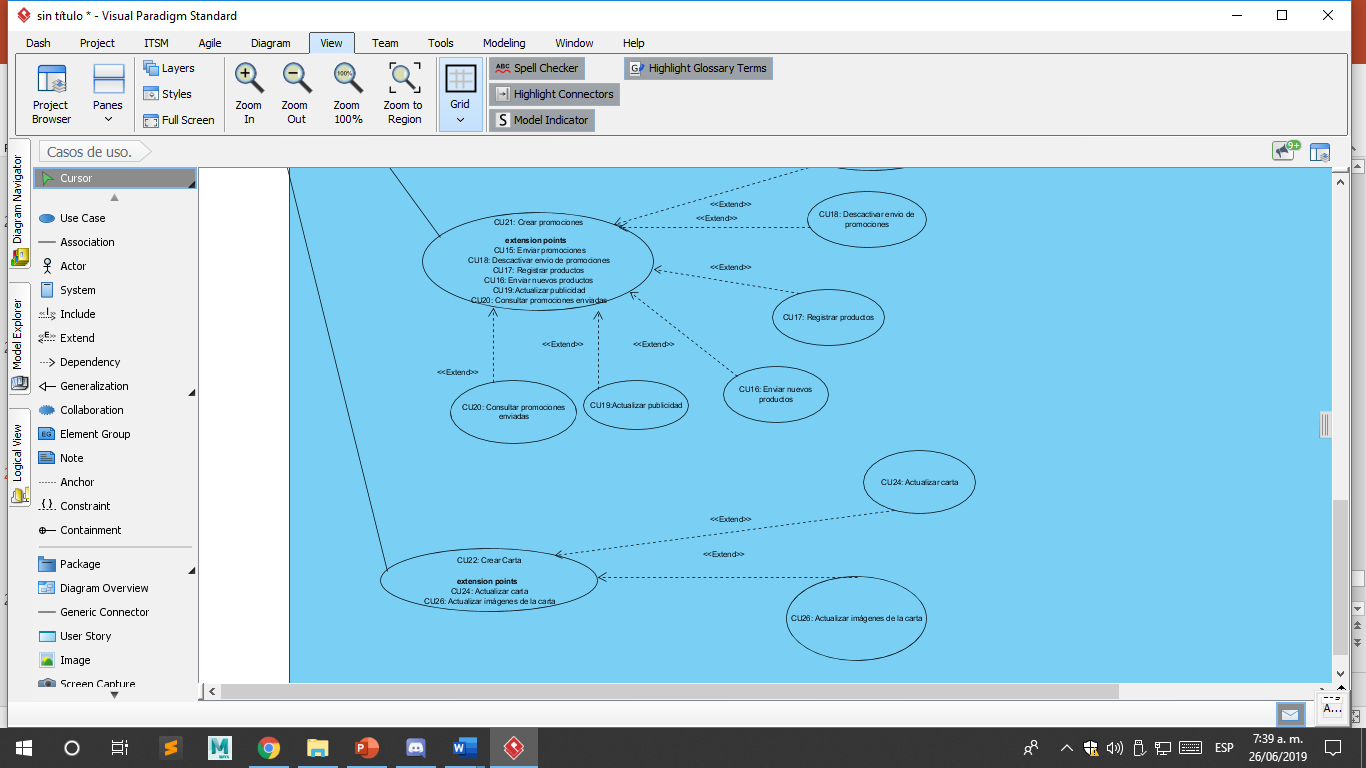 sin título * - Visual Paradigm Standard
Dash Project ITSM Agile Diagram View Team Tools Modeling Window Help
Project Browser
Panes
Layers
Styles
Full Screen
Zoom In
Zoom Out
100%
Zoom 100%
Zoom to Region
Grid
ABC Spell Checker
Highlight Connectors
S Model Indicator
G Highlight Glossary Terms
Casos de uso.
9+
Diagram Navigator
Model Explorer
Logical View
Cursor
Use Case
Association
Actor
System
Include
Extend
Dependency
Generalization
Collaboration
Element Group
Note
Anchor
Constraint
Containment
Package
Diagram Overview
Generic Connector
User Story
Image
Screen Capture
CU21: Crear promociones
extension points
CU15: Enviar promociones
CU18: Descactivar envio de promociones
CU17: Registrar productos
CU16: Enviar nuevos productos
CU19:Actualizar publicidad
CU20: Consultar promociones enviadas
<<Extend>>
<<Extend>>
CU18: Descactivar envio de
promociones
<<Extend>>
CU17: Registrar productos
<<Extend>>
<<Extend>>
<<Extend>>
CU20: Consultar promociones
enviadas
CU19:Actualizar publicidad
CU16: Enviar nuevos
productos
CU24: Actualizar carta
<<Extend>>
<<Extend>>
CU22: Crear Carta
extension points
CU24: Actualizar carta
CU26: Actualizar imágenes de la carta
CU26: Actualizar imágenes de la carta
A...
ESP
7:39 a. m.
26/06/2019